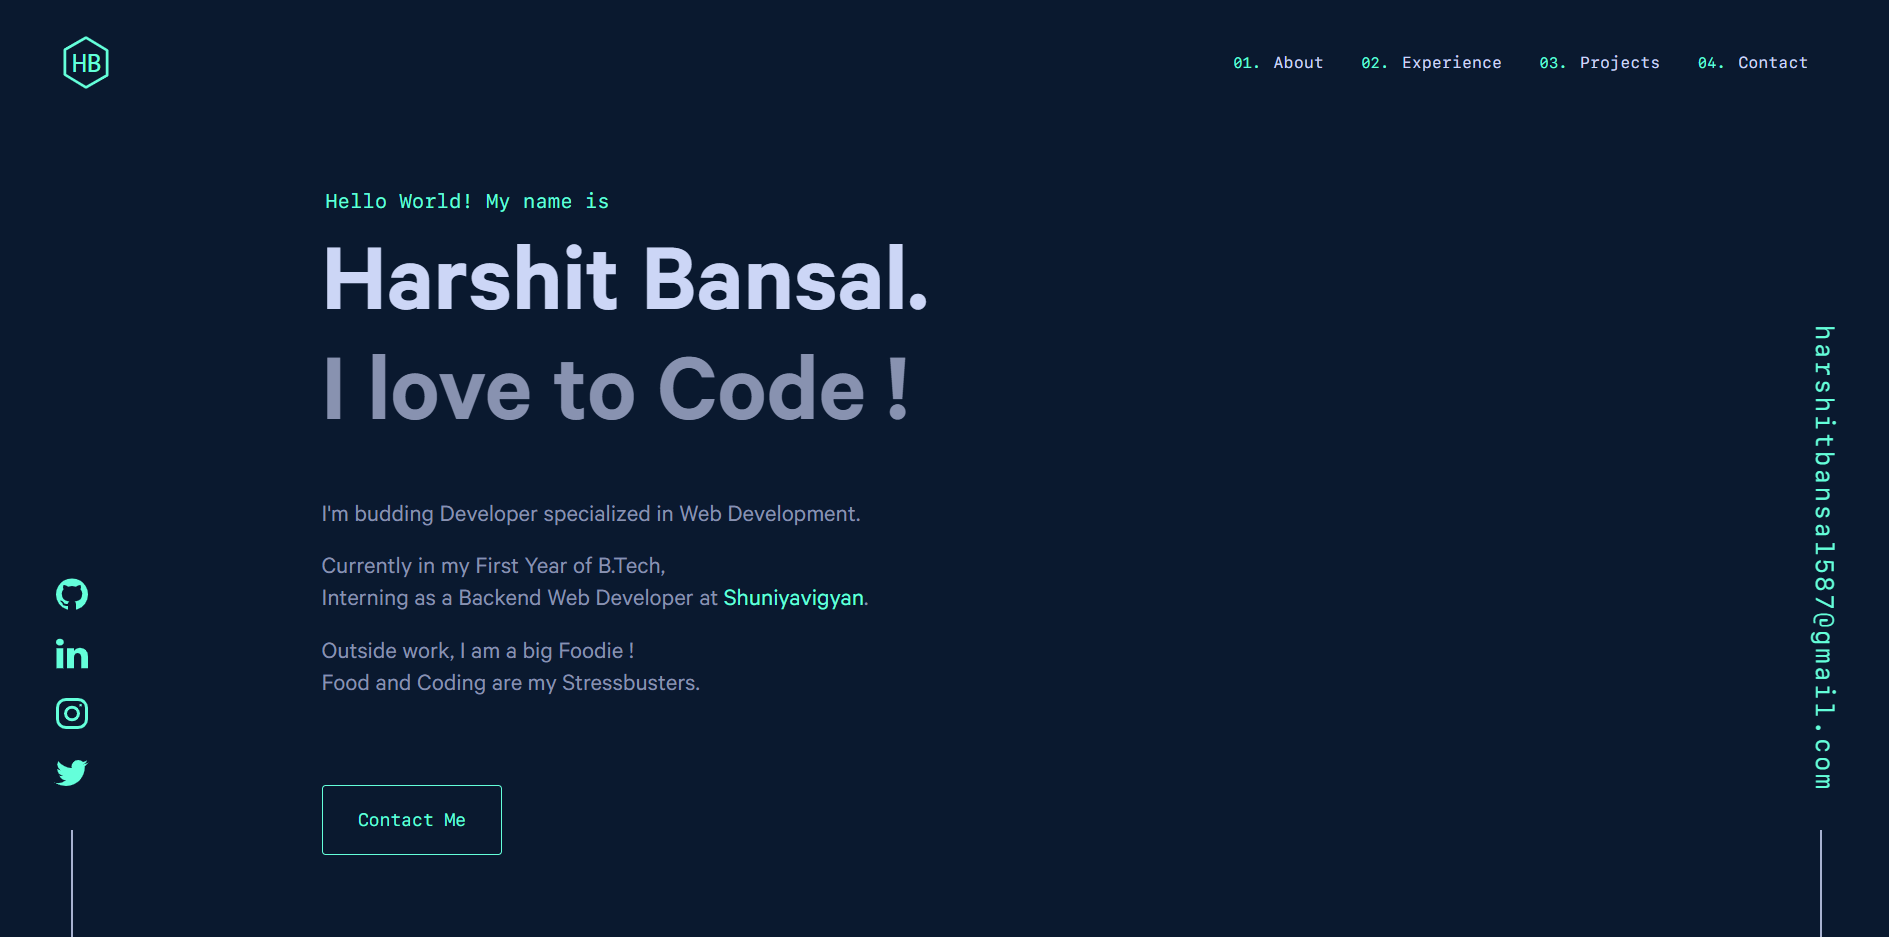 HB
01. About 02. Experience 03. Projects 04. Contact
Hello World! My name is
Harshit Bansal.
I love to Code !
I'm budding Developer specialized in Web Development.
Currently in my First Year of B.Tech,
Interning as a Backend Web Developer at Shuniyavigyan.
Outside work, I am a big Foodie !
Food and Coding are my Stressbusters.
Contact Me
in
harshitbansal587@gmail.com